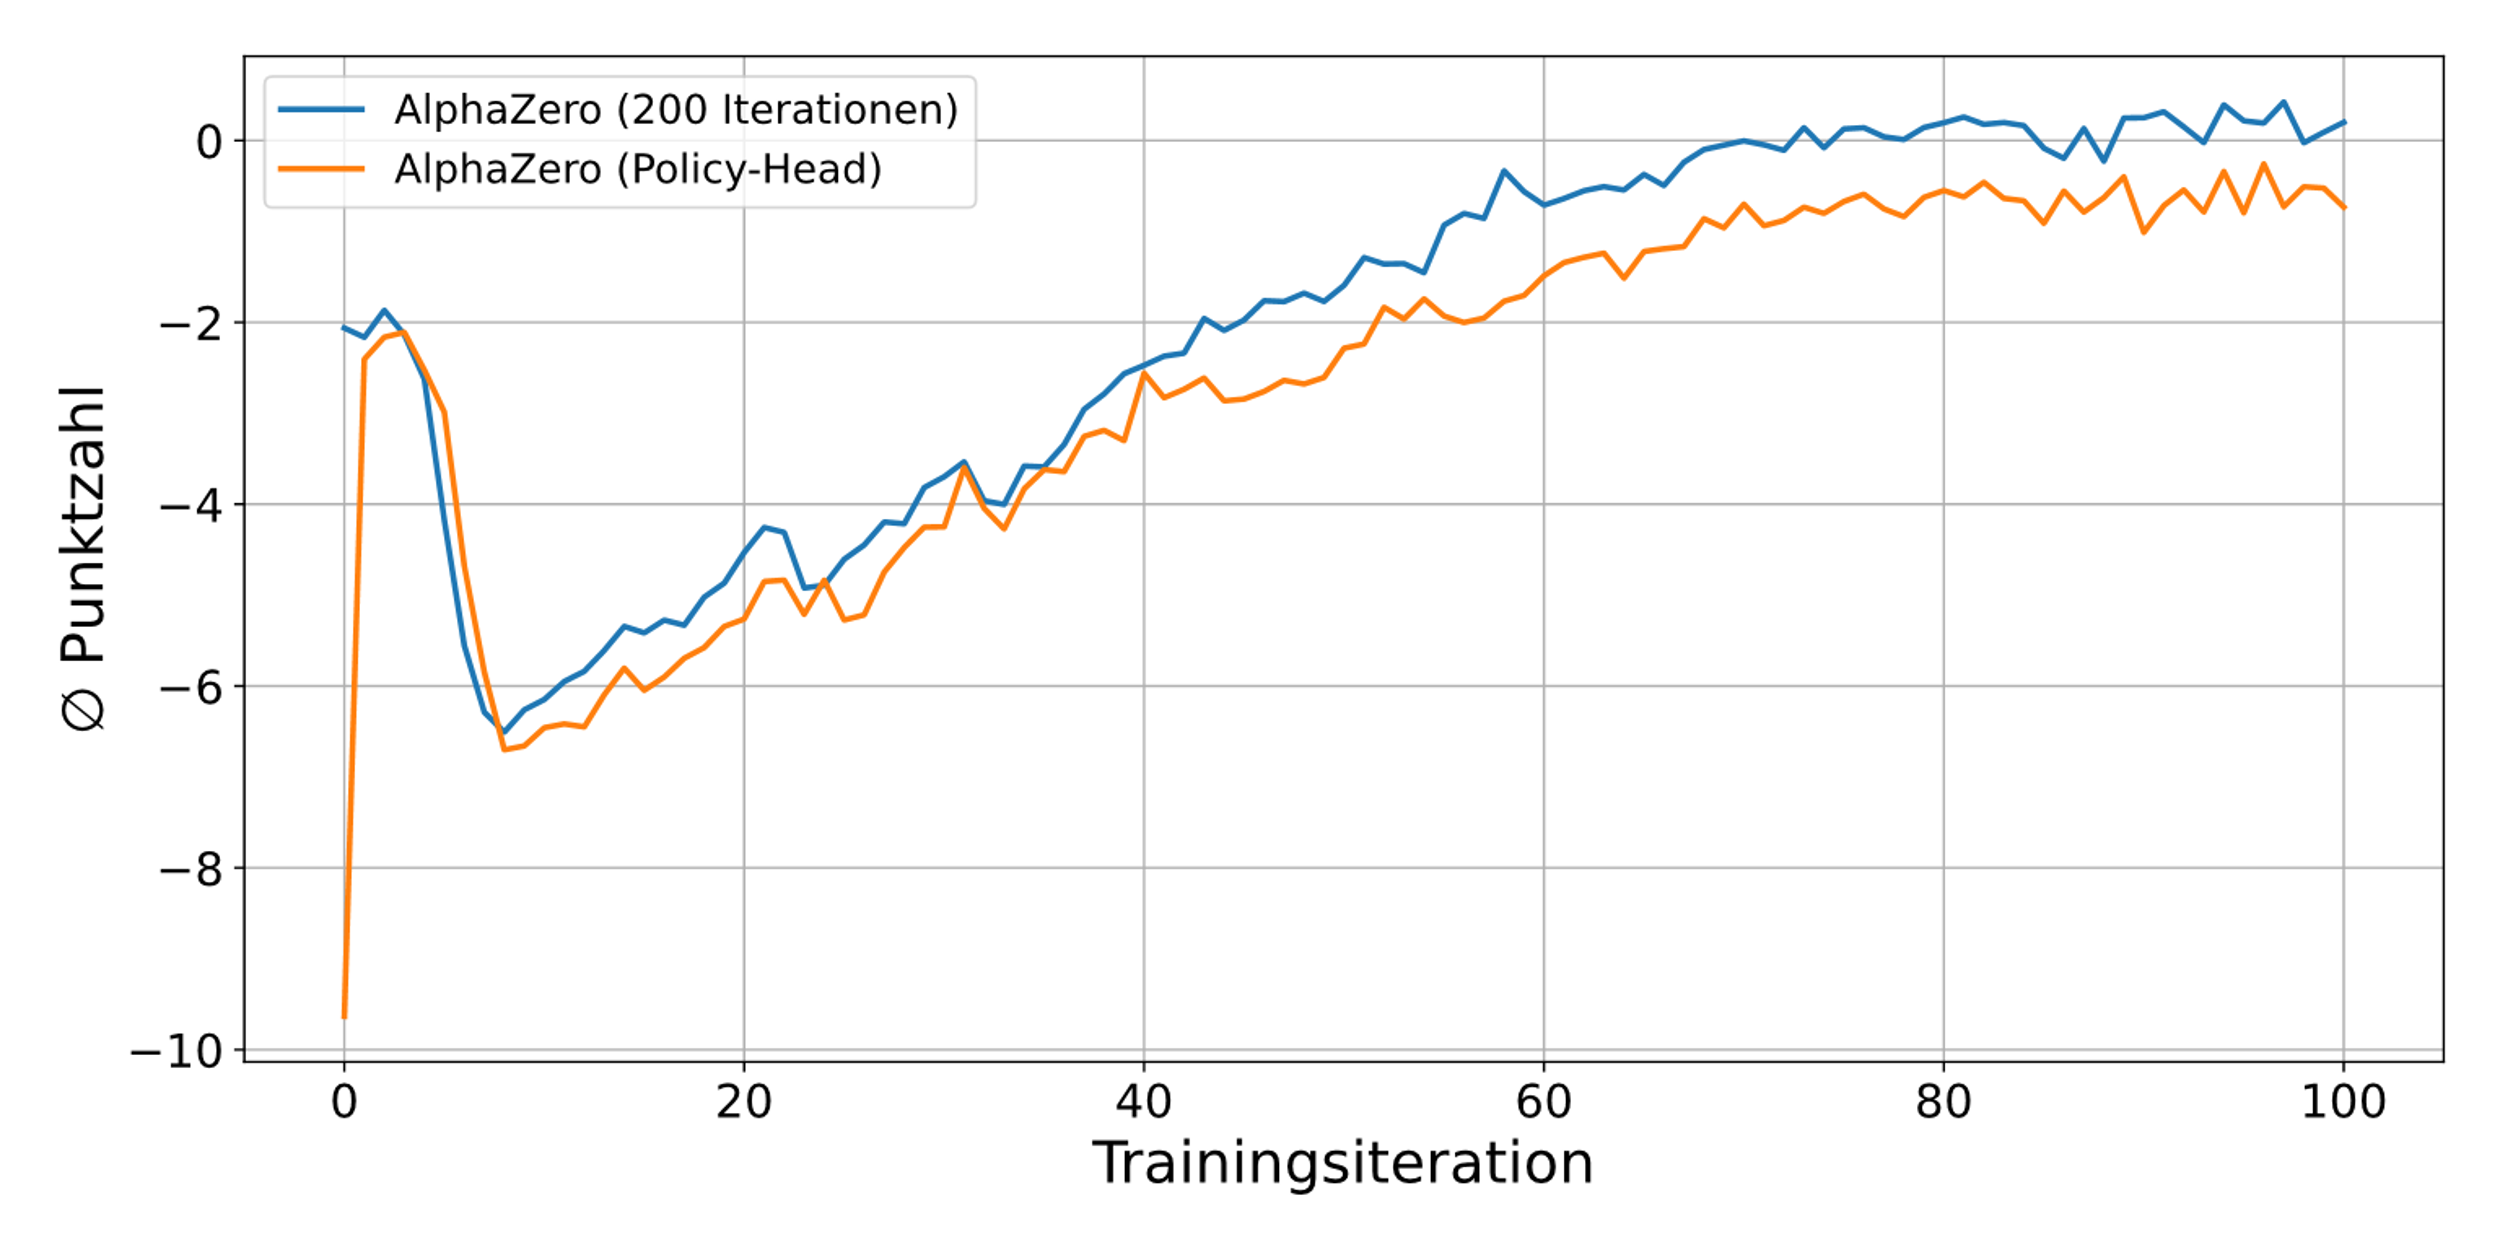 AlphaZero (200 Iterationen)
AlphaZero (Policy-Head)
0
−2
−4
−6
−8
−10
∅ Punktzahl
0 20 40 60 80 100
Trainingsiteration